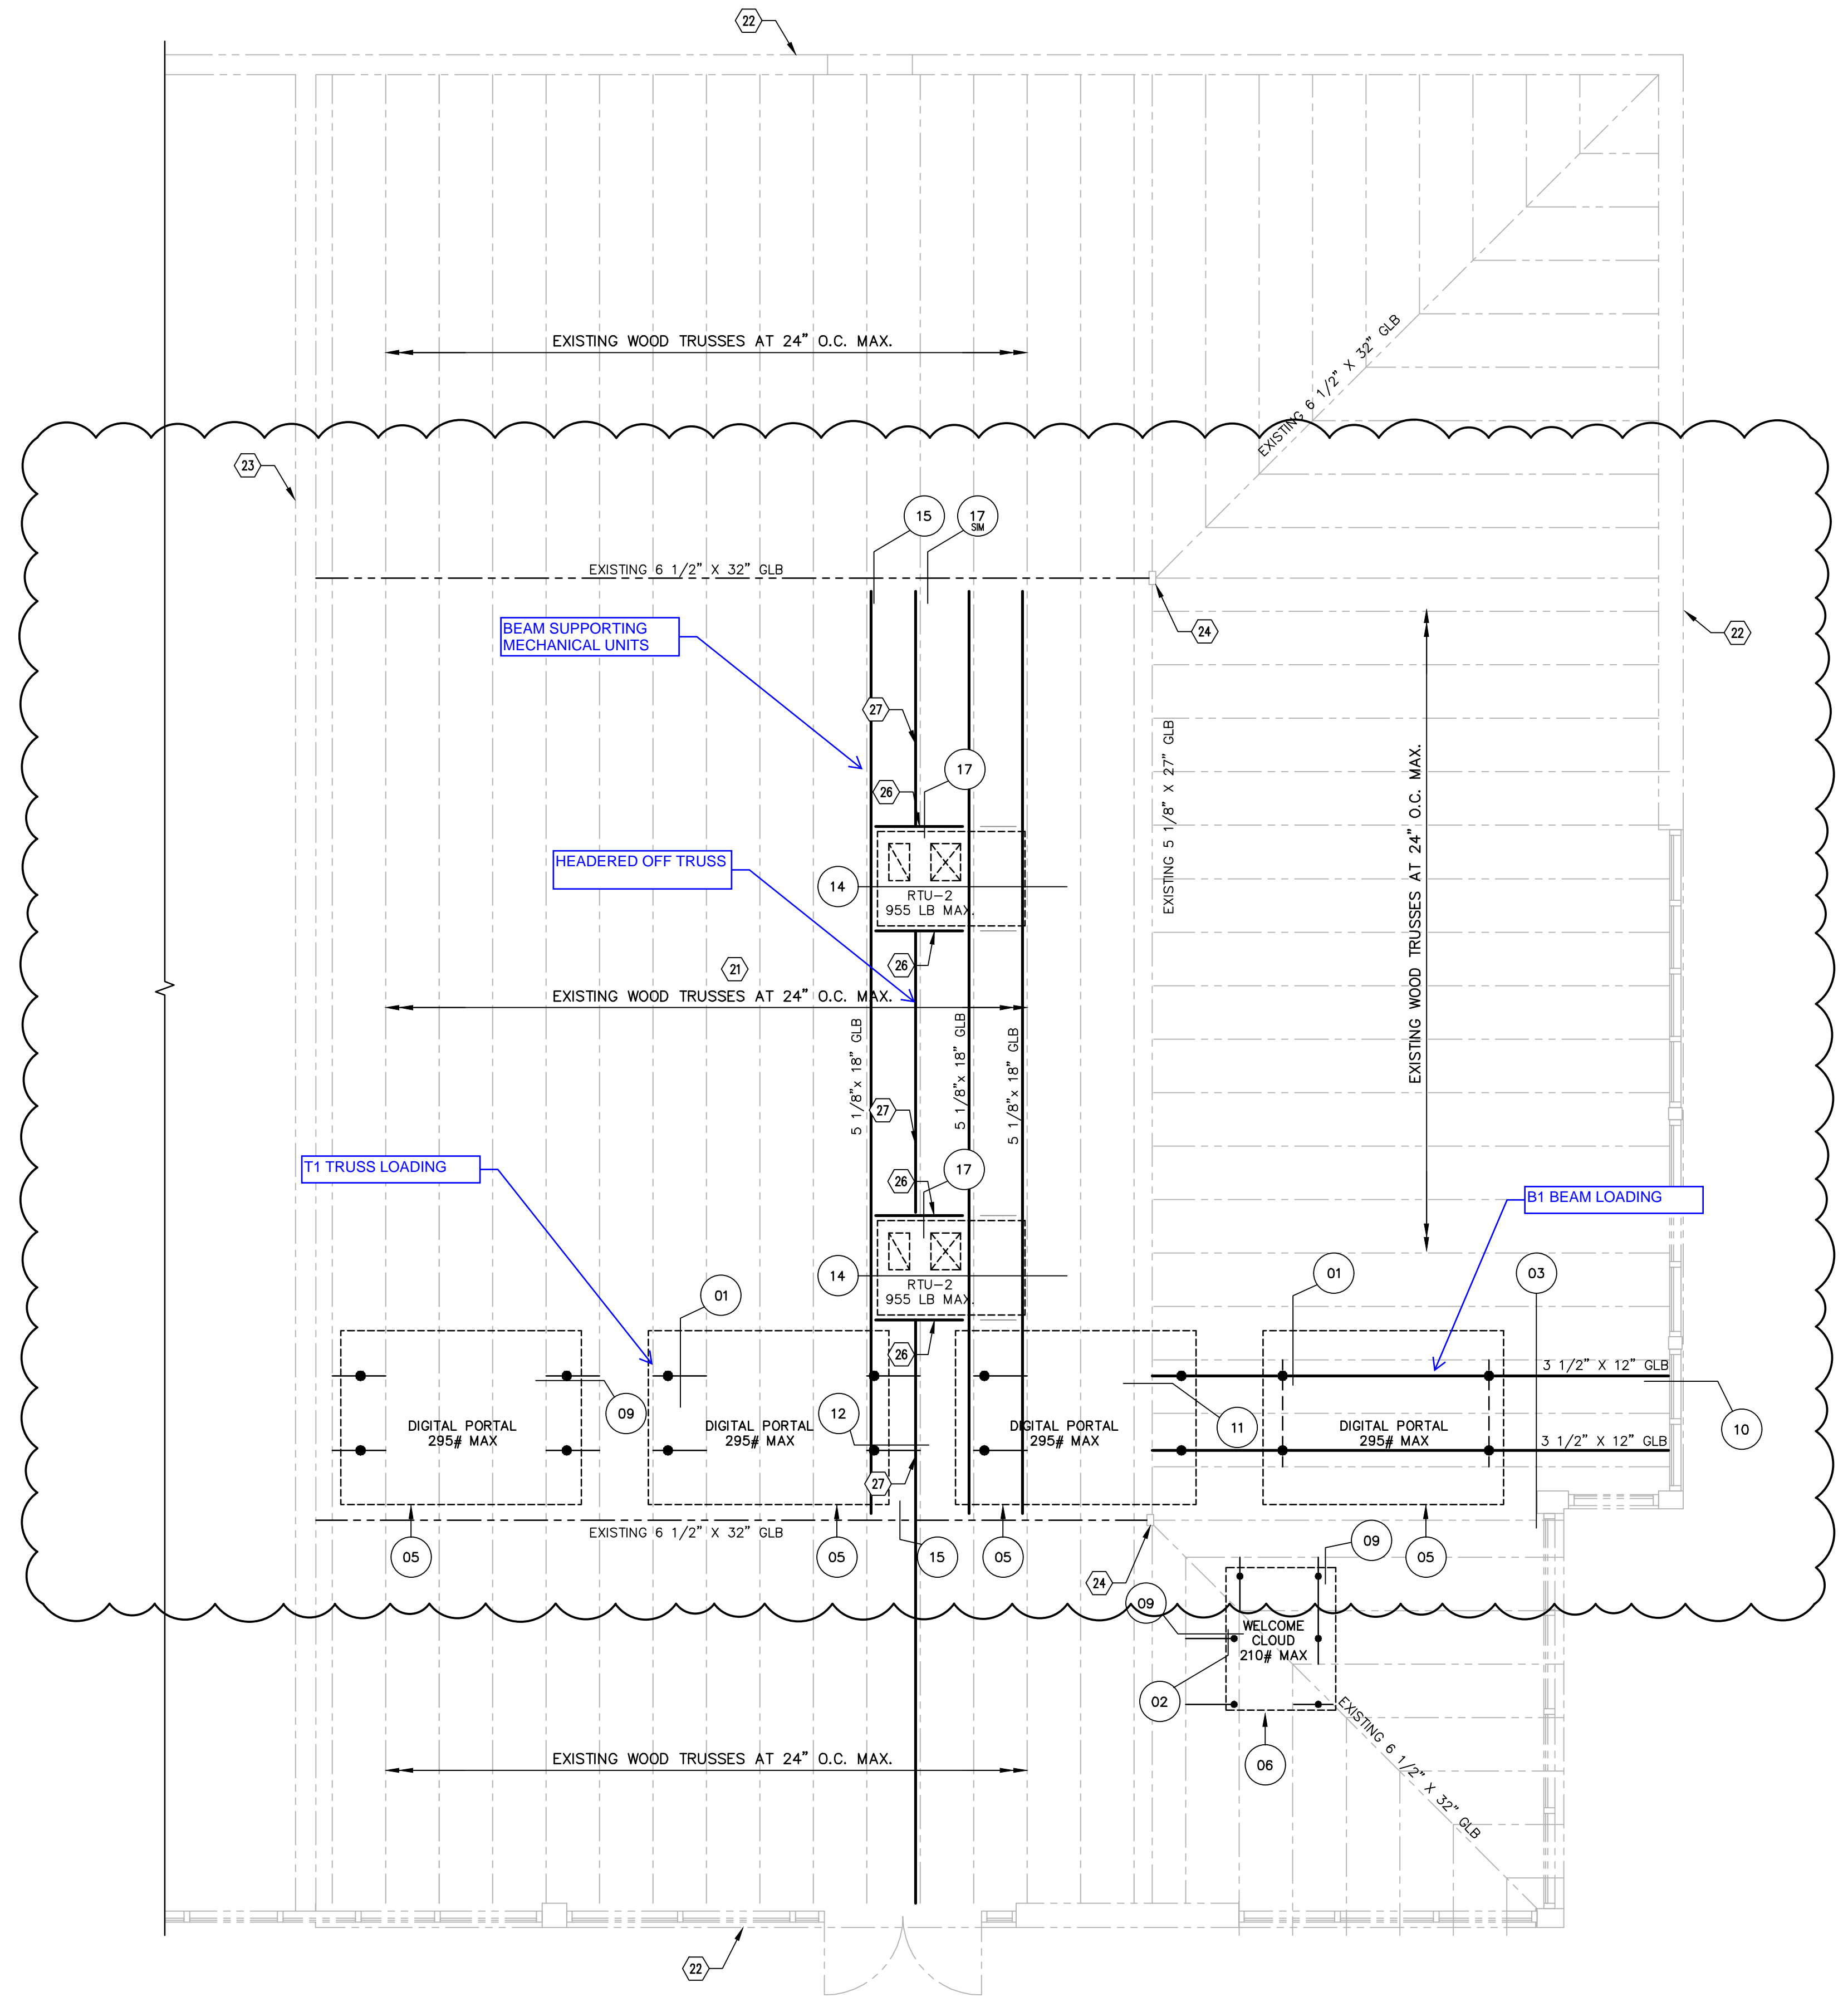 22
EXISTING WOOD TRUSSES AT 24" O.C. MAX.
EXISTING 6 1/2" X 32" GLB
23
15
17
SIM
EXISTING 6 1/2" X 32" GLB
24
22
BEAM SUPPORTING
MECHANICAL UNITS
27
EXISTING 5 1/8" X 27" GLB
EXISTING WOOD TRUSSES AT 24" O.C. MAX.
17
26
HEADERED OFF TRUSS
14
RTU-2
955 LB MAX.
26
21
EXISTING WOOD TRUSSES AT 24" O.C. MAX.
5 1/8"x 18" GLB
5 1/8"x 18" GLB
5 1/8"x 18" GLB
27
T1 TRUSS LOADING
26
17
B1 BEAM LOADING
14
RTU-2
955 LB MAX.
01
01
03
26
3 1/2" X 12" GLB
09
12
11
10
DIGITAL PORTAL
295# MAX
DIGITAL PORTAL
295# MAX
DIGITAL PORTAL
295# MAX
DIGITAL PORTAL
295# MAX
3 1/2" X 12" GLB
27
EXISTING 6 1/2" X 32" GLB
05
05
15
05
09
05
24
09
WELCOME
CLOUD
210# MAX
02
EXISTING 6 1/2" X 32" GLB
06
EXISTING WOOD TRUSSES AT 24" O.C. MAX.
22